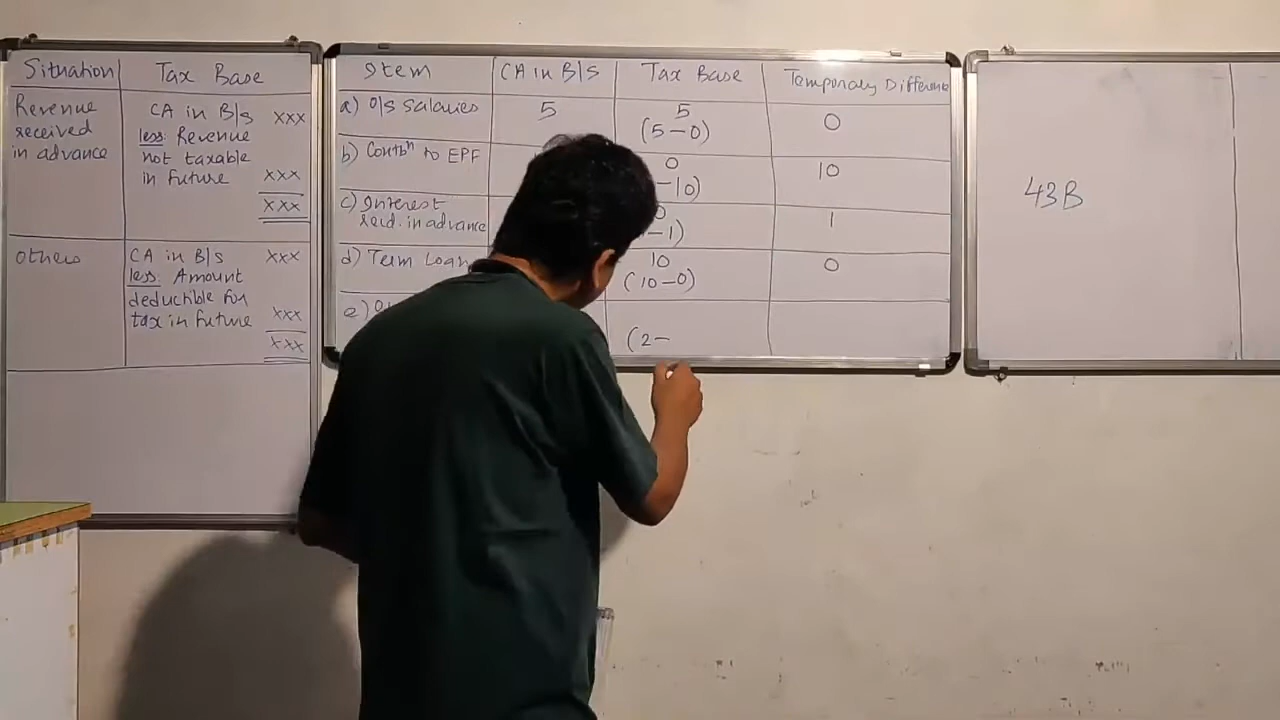 Situation
Tax Base
Revenue
received
in advance
CA in B/s xxx
less: Revenue
not taxable
in future xxx
xxx
others
CA in B/s xxx
less: Amount
deductible for
tax in future xxx
xxx
Item
CA in B/s
Tax Base
Temporary Difference
a) o/s salaries
5
5
(5-0)
0
b) Contbⁿ to EPF
0
-10)
10
c) Interest
recd. in advance
-1)
1
d) Term Loan
10
(10-0)
0
e)
(2-
43B